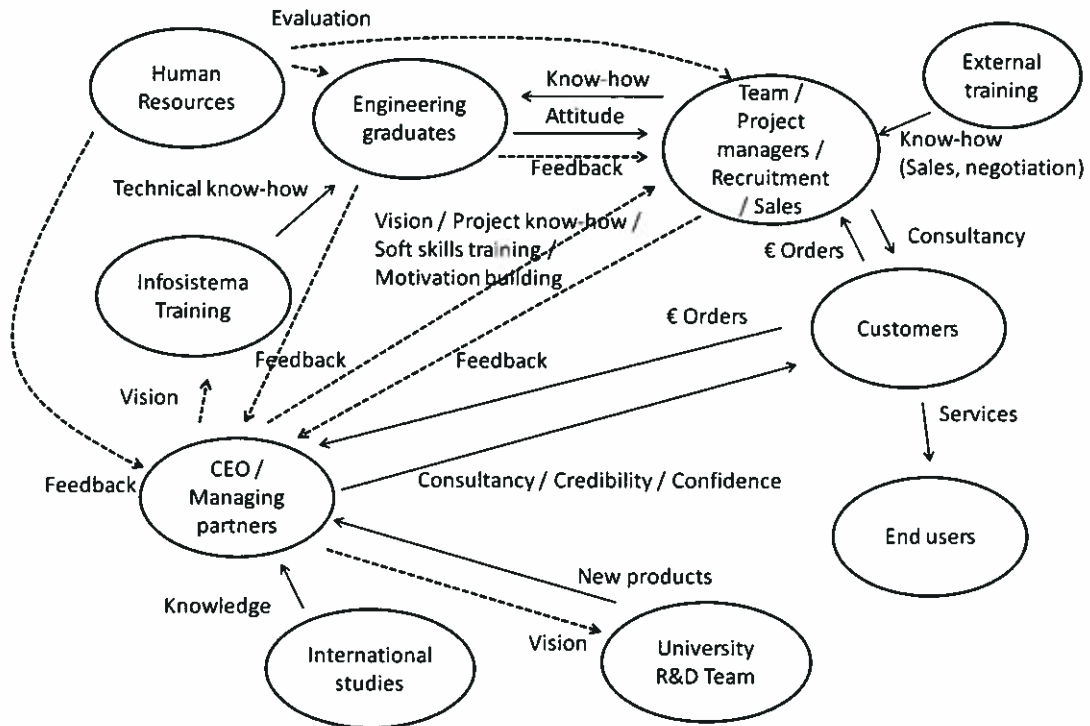 Evaluation
Human
Resources
Engineering
graduates
Know-how
Attitude
Feedback
Team /
Project
managers /
Recruitment
/ Sales
External
training
Know-how
(Sales, negotiation)
Technical know-how
Vision / Project know-how /
Soft skills training /
Motivation building
€ Orders
Consultancy
Infosistema
Training
€ Orders
Customers
Feedback
Feedback
Vision
Services
Feedback
CEO /
Managing
partners
Consultancy / Credibility / Confidence
End users
New products
Knowledge
Vision
International
studies
University
R&D Team